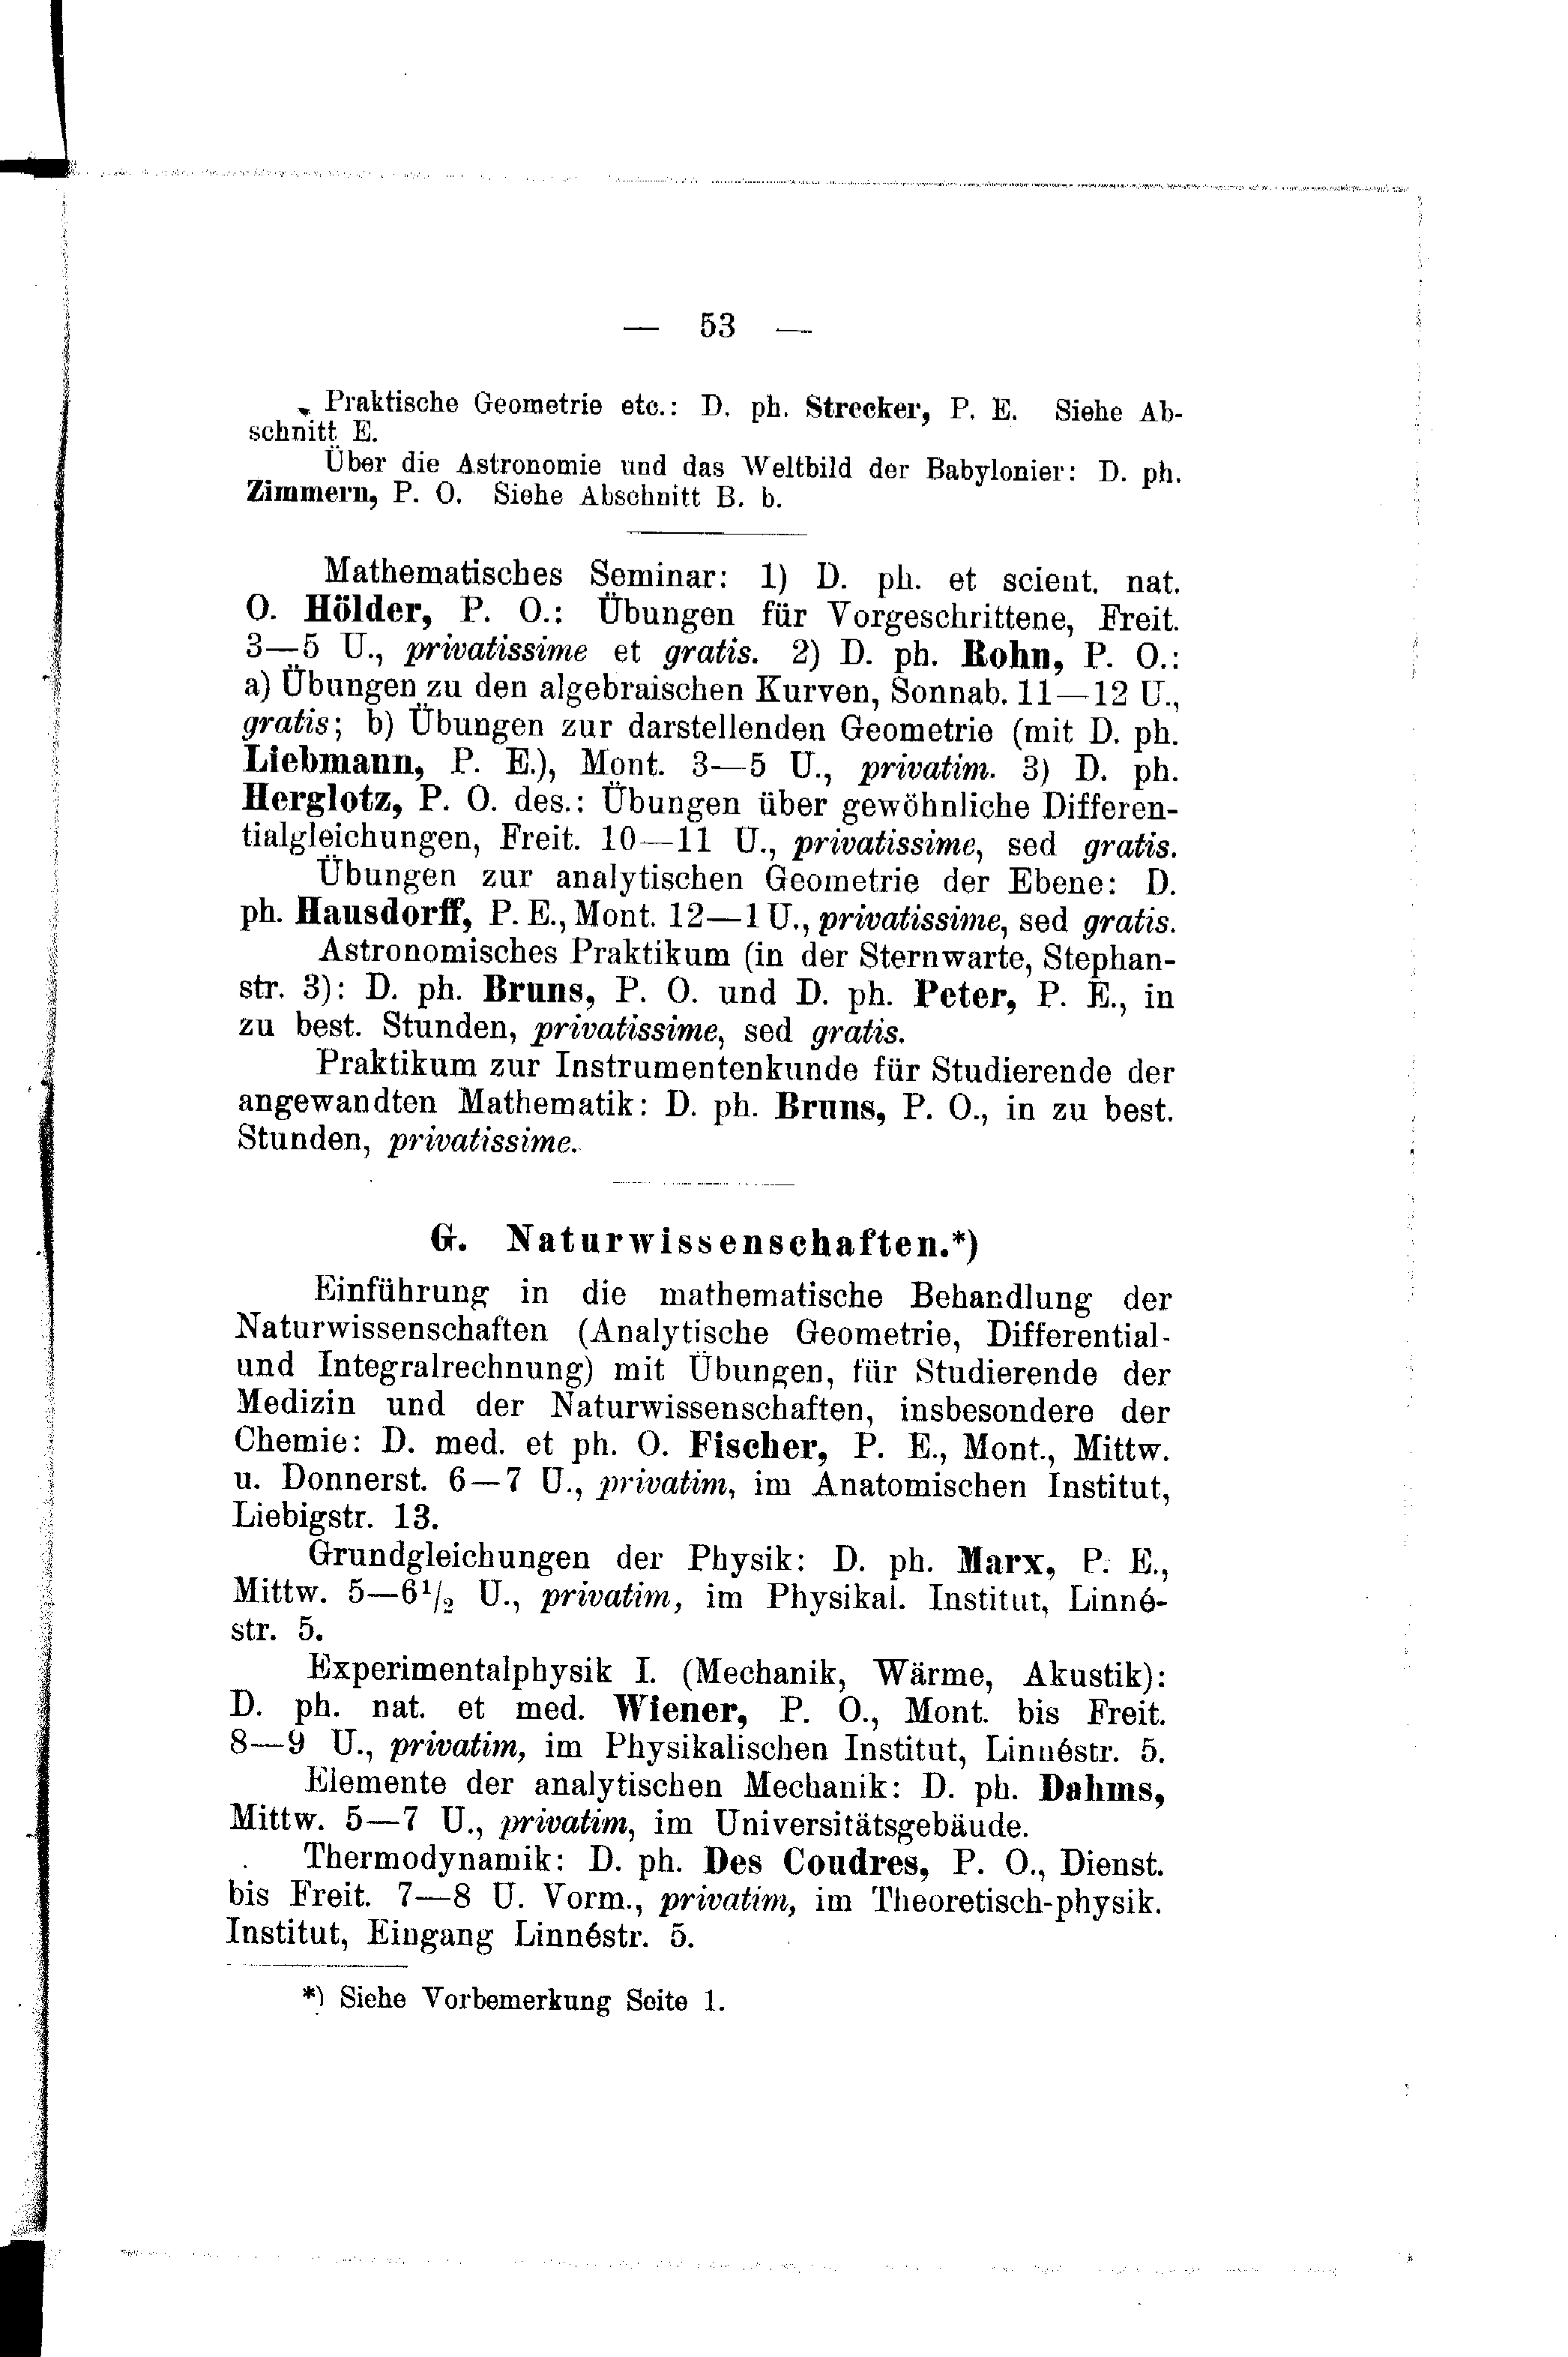 — 53 —
Praktische Geometrie etc.: D. ph. Strecker, P. E. Siehe Ab-
schnitt E.
Über die Astronomie und das Weltbild der Babylonier: D. ph.
Zimmern, P. O. Siehe Abschnitt B. b.
Mathematisches Seminar: 1) D. ph. et scient. nat.
O. Hölder, P. O.: Übungen für Vorgeschrittene, Freit.
3—5 U., privatissime et gratis. 2) D. ph. Rohn, P. O.:
a) Übungen zu den algebraischen Kurven, Sonnab. 11—12 U.,
gratis; b) Übungen zur darstellenden Geometrie (mit D. ph.
Liebmann, P. E.), Mont. 3—5 U., privatim. 3) D. ph.
Herglotz, P. O. des.: Übungen über gewöhnliche Differen-
tialgleichungen, Freit. 10—11 U., privatissime, sed gratis.
Übungen zur analytischen Geometrie der Ebene: D.
ph. Hausdorff, P. E., Mont. 12—1 U., privatissime, sed gratis.
Astronomisches Praktikum (in der Sternwarte, Stephan-
str. 3): D. ph. Bruns, P. O. und D. ph. Peter, P. E., in
zu best. Stunden, privatissime, sed gratis.
Praktikum zur Instrumentenkunde für Studierende der
angewandten Mathematik: D. ph. Bruns, P. O., in zu best.
Stunden, privatissime.
G. Naturwissenschaften.*)
Einführung in die mathematische Behandlung der
Naturwissenschaften (Analytische Geometrie, Differential-
und Integralrechnung) mit Übungen, für Studierende der
Medizin und der Naturwissenschaften, insbesondere der
Chemie: D. med. et ph. O. Fischer, P. E., Mont., Mittw.
u. Donnerst. 6—7 U., privatim, im Anatomischen Institut,
Liebigstr. 13.
Grundgleichungen der Physik: D. ph. Marx, P. E.,
Mittw. 5—6 1/2 U., privatim, im Physikal. Institut, Linné-
str. 5.
Experimentalphysik I. (Mechanik, Wärme, Akustik):
D. ph. nat. et med. Wiener, P. O., Mont. bis Freit.
8—9 U., privatim, im Physikalischen Institut, Linnéstr. 5.
Elemente der analytischen Mechanik: D. ph. Dahms,
Mittw. 5—7 U., privatim, im Universitätsgebäude.
Thermodynamik: D. ph. Des Coudres, P. O., Dienst.
bis Freit. 7—8 U. Vorm., privatim, im Theoretisch-physik.
Institut, Eingang Linnéstr. 5.
*) Siehe Vorbemerkung Seite 1.